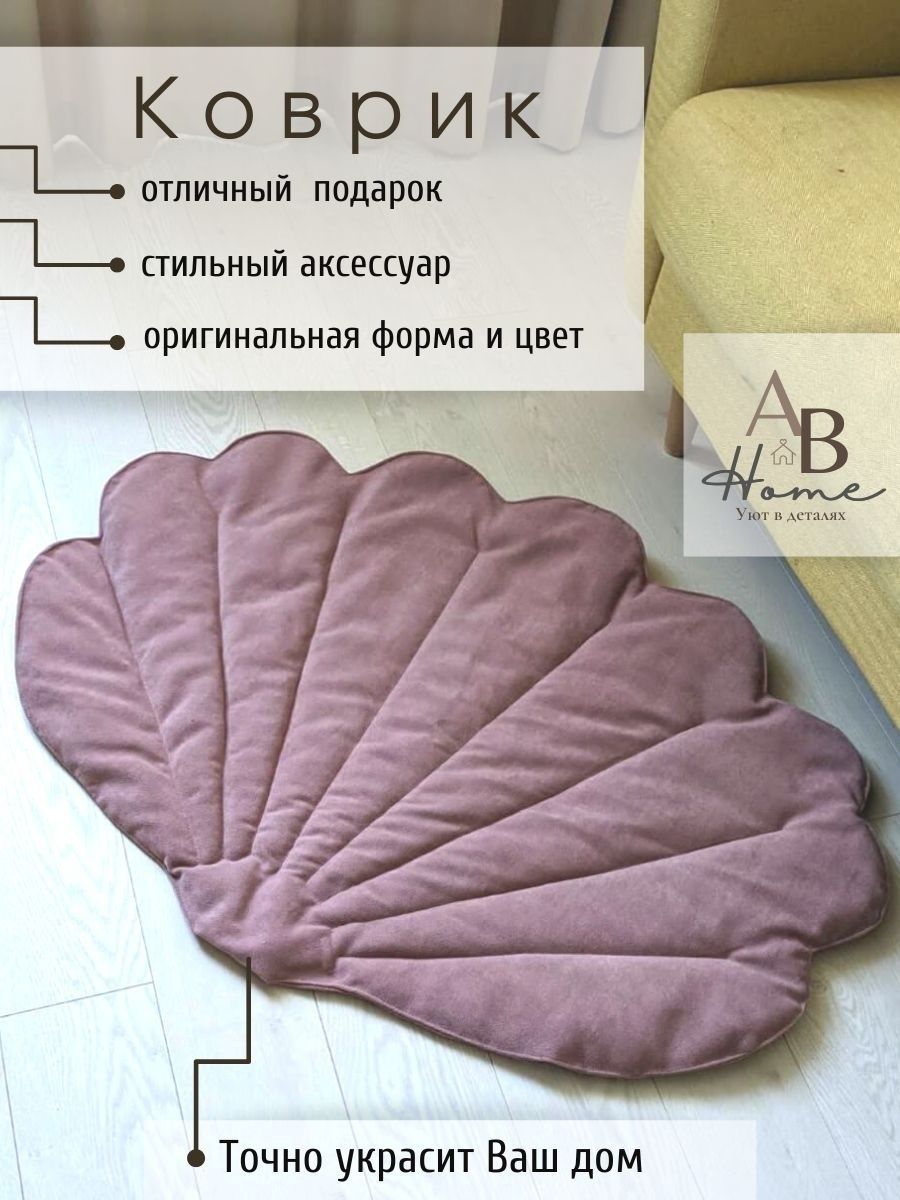 Коврик
отличный подарок
стильный аксессуар
оригинальная форма и цвет
AB
Home
Уют в деталях
Точно украсит Ваш дом